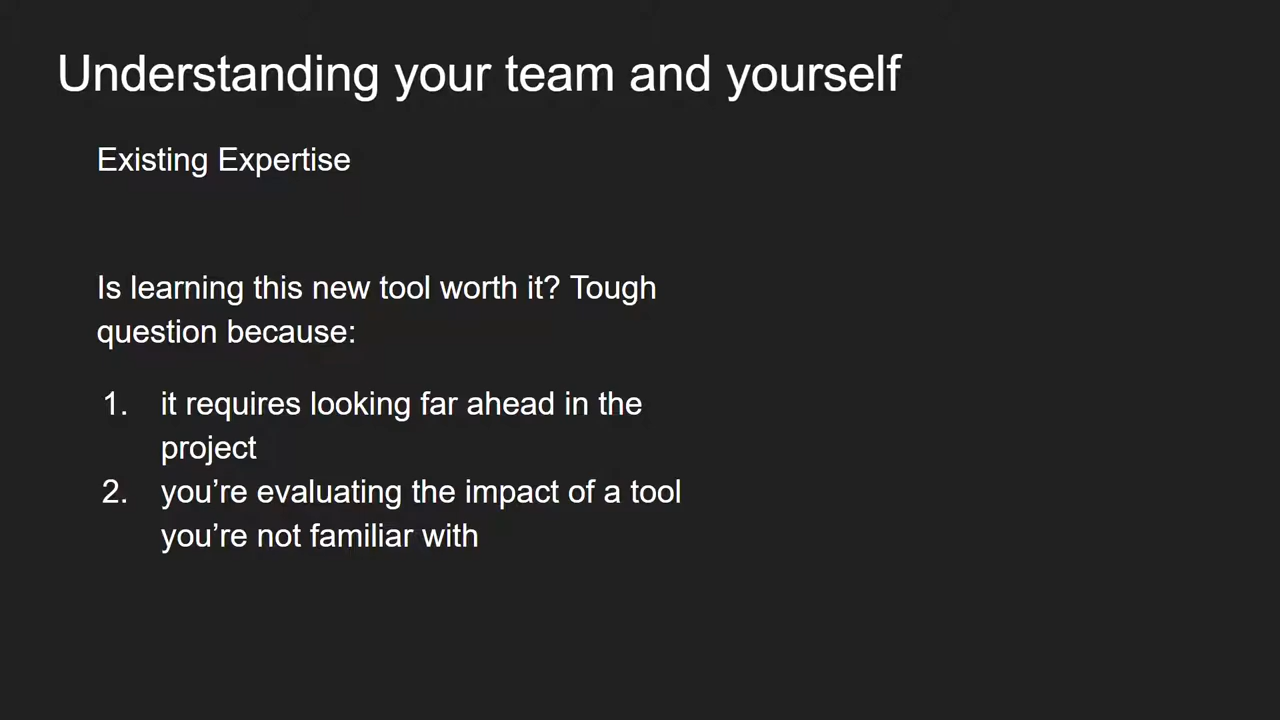 Understanding your team and yourself
Existing Expertise
Is learning this new tool worth it? Tough
question because:
1. it requires looking far ahead in the
project
2. you’re evaluating the impact of a tool
you’re not familiar with